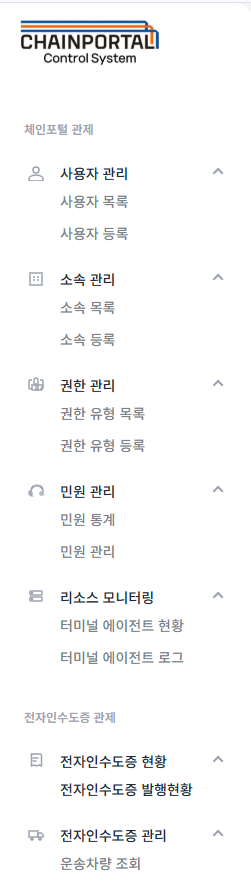 CHAINPORTAL
Control System
체인포털 관제
사용자 관리
사용자 목록
사용자 등록
소속 관리
소속 목록
소속 등록
권한 관리
권한 유형 목록
권한 유형 등록
민원 관리
민원 통계
민원 관리
리소스 모니터링
터미널 에이전트 현황
터미널 에이전트 로그
전자인수도증 관제
전자인수도증 현황
전자인수도증 발행현황
전자인수도증 관리
운송차량 조회